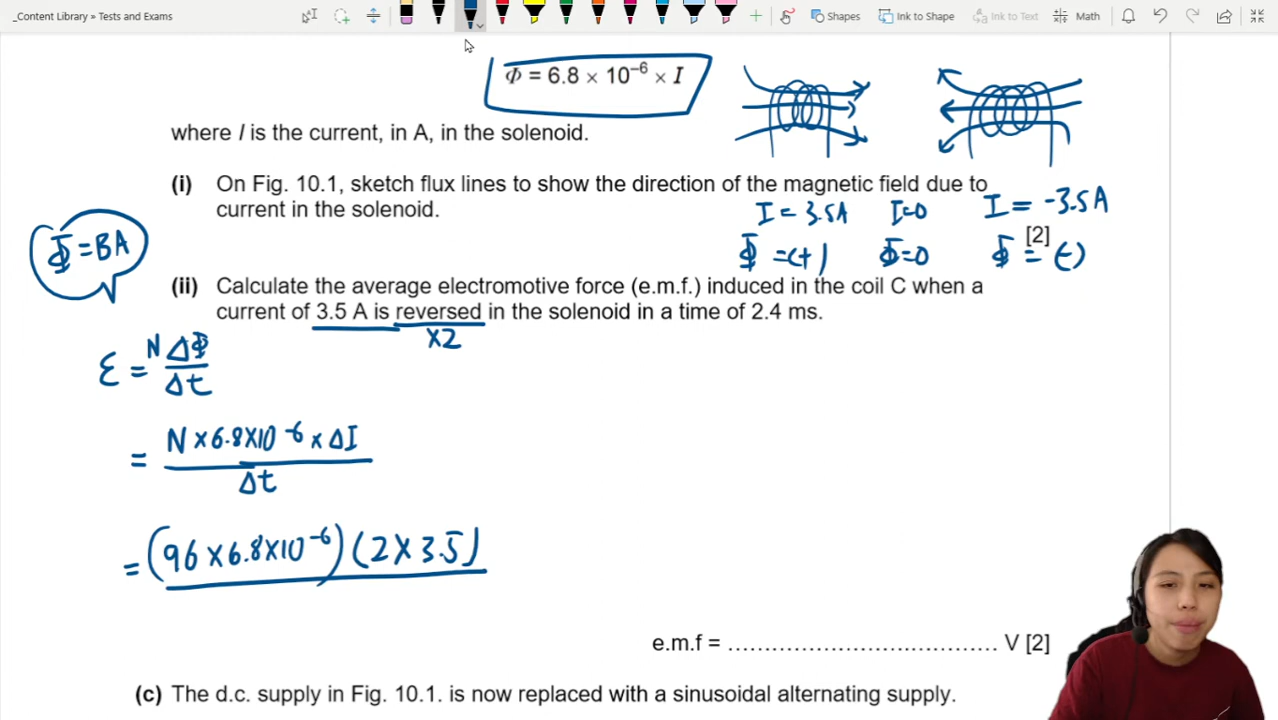 _Content Library » Tests and Exams
Shapes Ink to Shape Ink to Text Math
Φ = 6.8 × 10⁻⁶ × I
where I is the current, in A, in the solenoid.
(i) On Fig. 10.1, sketch flux lines to show the direction of the magnetic field due to
current in the solenoid.
I = 3.5A I=0 I = -3.5A
[2]
Φ = (+) Φ=0 Φ = (-)
Φ=BA
(ii) Calculate the average electromotive force (e.m.f.) induced in the coil C when a
current of 3.5 A is reversed in the solenoid in a time of 2.4 ms.
×2
ε = NΔΦ
Δt
= N×6.8×10⁻⁶×ΔI
Δt
= (96×6.8×10⁻⁶)(2×3.5)
e.m.f = .......................................... V [2]
(c) The d.c. supply in Fig. 10.1. is now replaced with a sinusoidal alternating supply.